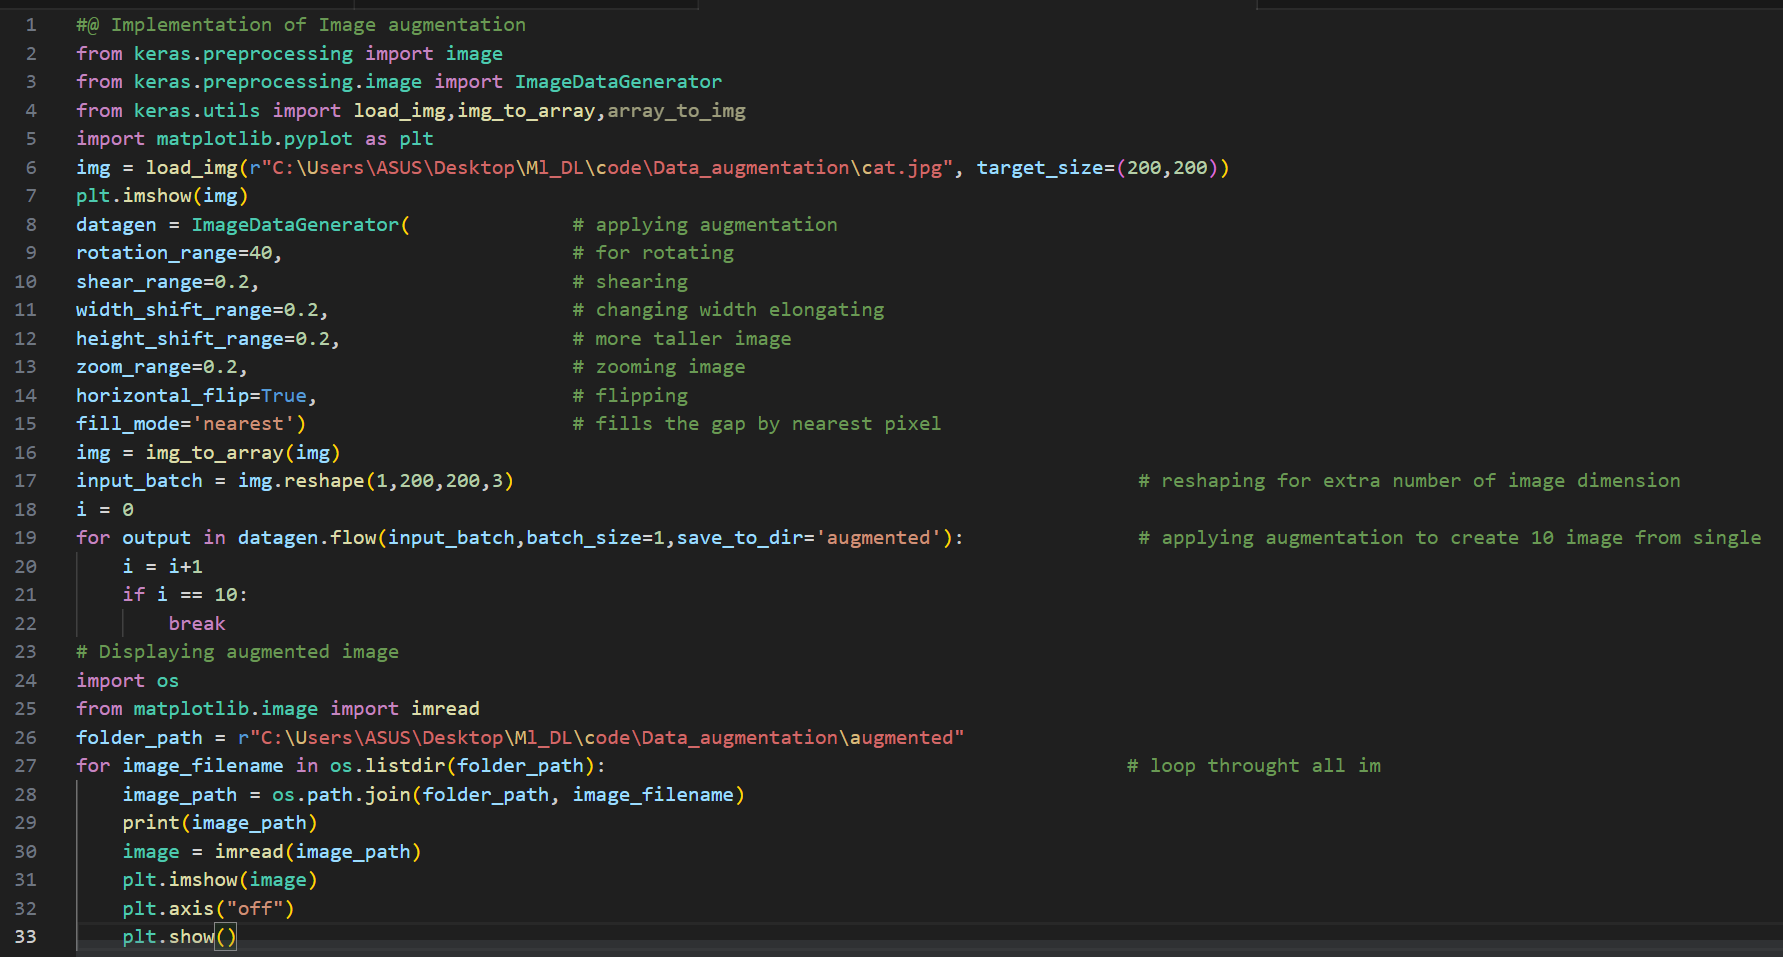 1 #@ Implementation of Image augmentation
2 from keras.preprocessing import image
3 from keras.preprocessing.image import ImageDataGenerator
4 from keras.utils import load_img,img_to_array,array_to_img
5 import matplotlib.pyplot as plt
6 img = load_img(r"C:\Users\ASUS\Desktop\Ml_DL\code\Data_augmentation\cat.jpg", target_size=(200,200))
7 plt.imshow(img)
8 datagen = ImageDataGenerator( # applying augmentation
9 rotation_range=40, # for rotating
10 shear_range=0.2, # shearing
11 width_shift_range=0.2, # changing width elongating
12 height_shift_range=0.2, # more taller image
13 zoom_range=0.2, # zooming image
14 horizontal_flip=True, # flipping
15 fill_mode='nearest') # fills the gap by nearest pixel
16 img = img_to_array(img)
17 input_batch = img.reshape(1,200,200,3) # reshaping for extra number of image dimension
18 i = 0
19 for output in datagen.flow(input_batch,batch_size=1,save_to_dir='augmented'): # applying augmentation to create 10 image from single
20 i = i+1
21 if i == 10:
22 break
23 # Displaying augmented image
24 import os
25 from matplotlib.image import imread
26 folder_path = r"C:\Users\ASUS\Desktop\Ml_DL\code\Data_augmentation\augmented"
27 for image_filename in os.listdir(folder_path): # loop throught all im
28 image_path = os.path.join(folder_path, image_filename)
29 print(image_path)
30 image = imread(image_path)
31 plt.imshow(image)
32 plt.axis("off")
33 plt.show()